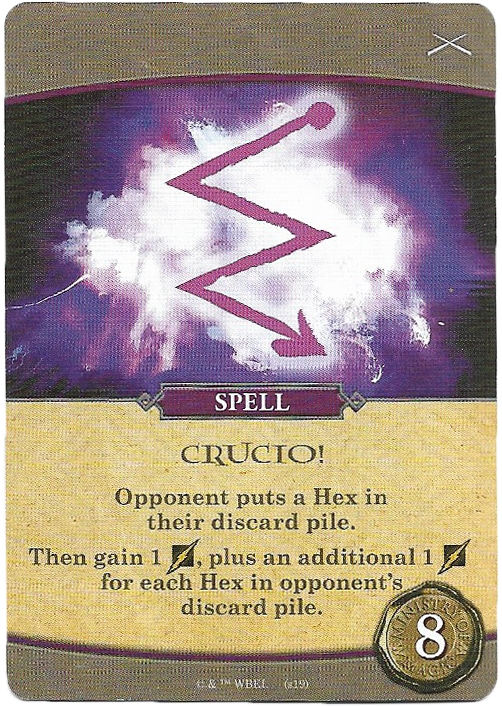 SPELL
CRUCIO!
Opponent puts a Hex in
their discard pile.
Then gain 1 , plus an additional 1
for each Hex in opponent's
discard pile.
MINISTRY OF MAGIC
8
© & ™ WBEI. (s19)